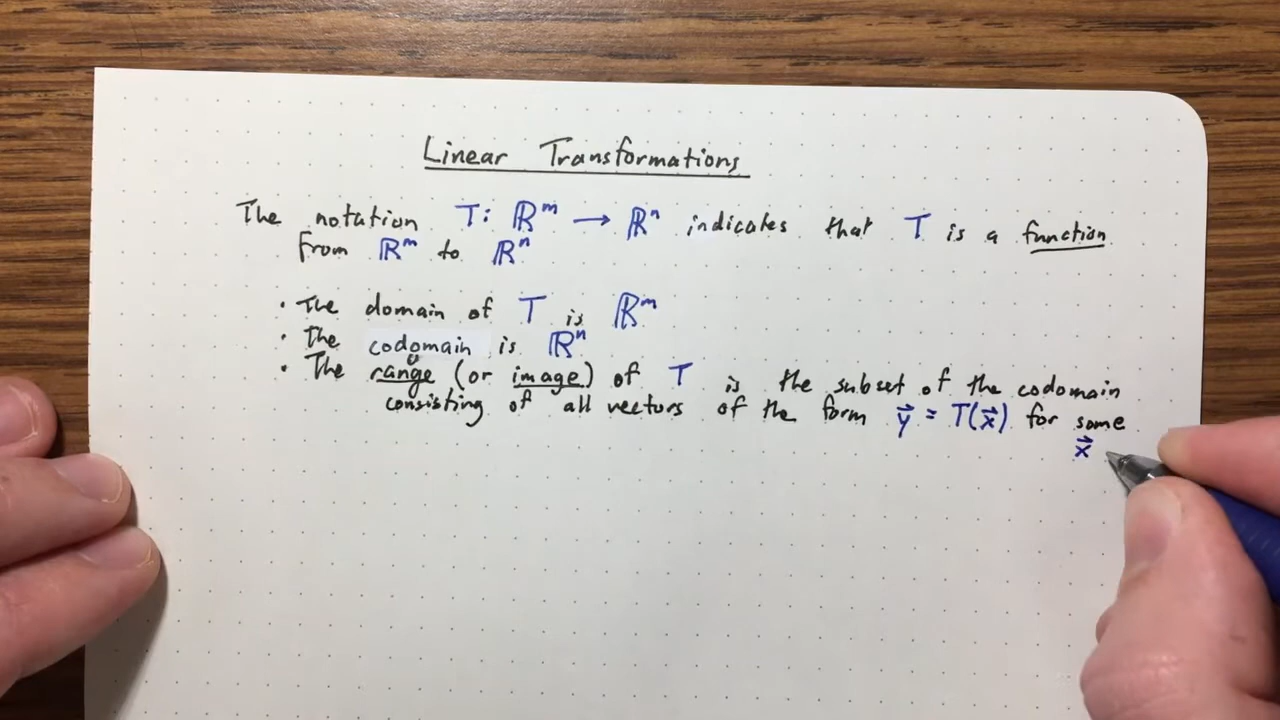 Linear Transformations
The notation T: ℝᵐ → ℝⁿ indicates that T is a function
from ℝᵐ to ℝⁿ
• The domain of T is ℝᵐ
• The codomain is ℝⁿ
• The range (or image) of T is the subset of the codomain
consisting of all vectors of the form y⃗ = T(x⃗) for some
x⃗